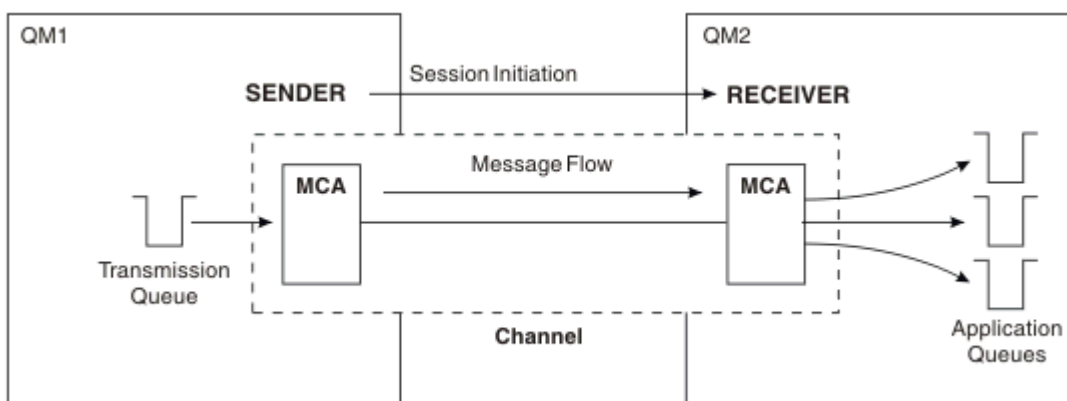 QM1
QM2
Session Initiation
SENDER
RECEIVER
Message Flow
MCA
MCA
Transmission
Queue
Channel
Application
Queues